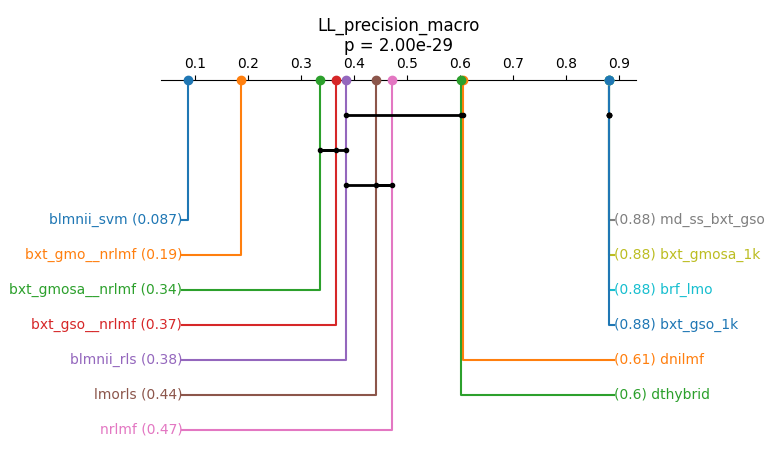 LL_precision_macro
p = 2.00e-29
0.1 0.2 0.3 0.4 0.5 0.6 0.7 0.8 0.9
blmnii_svm (0.087) (0.88) md_ss_bxt_gso
bxt_gmo__nrlmf (0.19) (0.88) bxt_gmosa_1k
bxt_gmosa__nrlmf (0.34) (0.88) brf_lmo
bxt_gso__nrlmf (0.37) (0.88) bxt_gso_1k
blmnii_rls (0.38) (0.61) dnilmf
lmorls (0.44) (0.6) dthybrid
nrlmf (0.47)